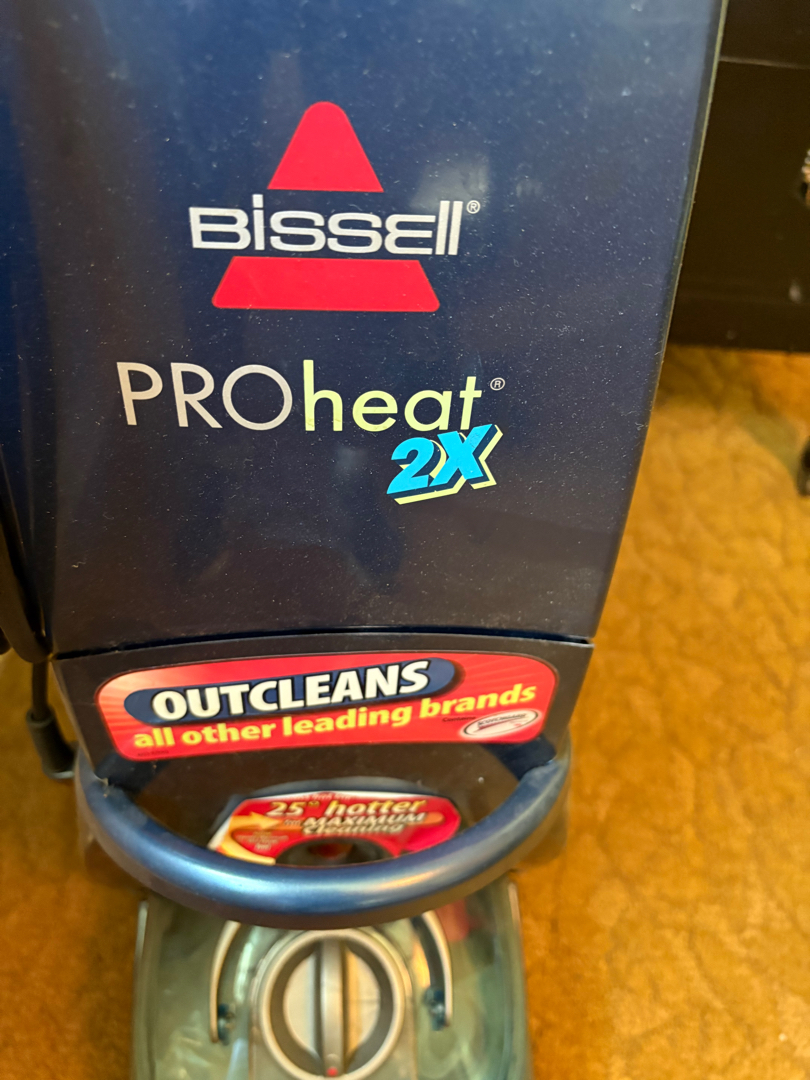 BISSELL®
PROheat®
2X
OUTCLEANS
all other leading brands
25° hotter
MAXIMUM
cleaning